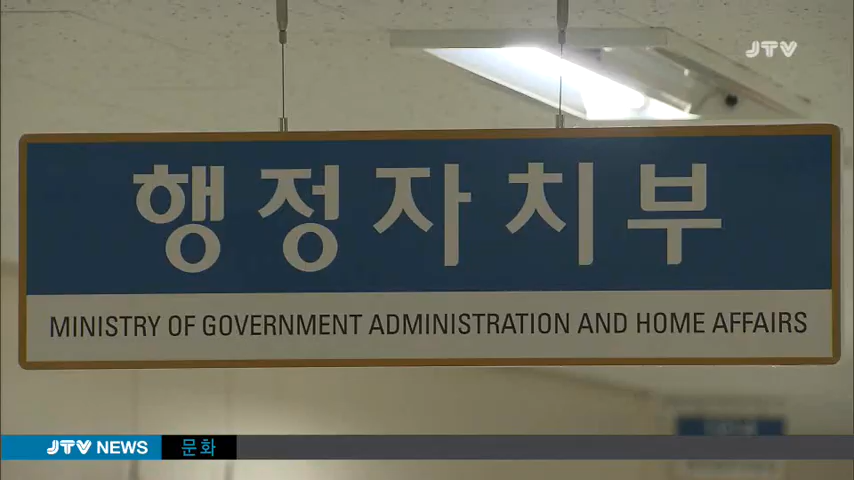 JTV
행정자치부
MINISTRY OF GOVERNMENT ADMINISTRATION AND HOME AFFAIRS
JTV NEWS 문화